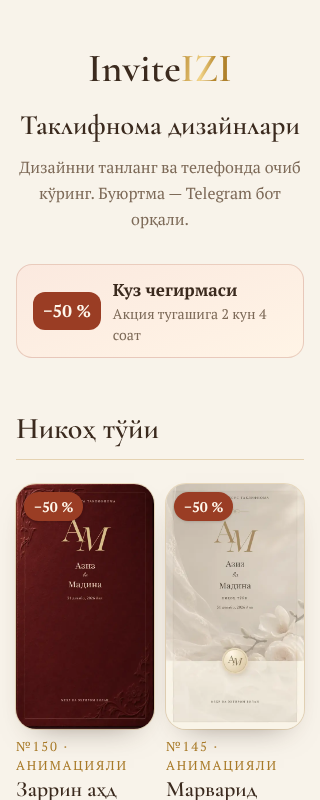 InviteIZI
Таклифнома дизайнлари
Дизайнни танланг ва телефонда очиб
кўринг. Буюртма — Telegram бот
орқали.
−50 %
Куз чегирмаси
Акция тугашига 2 кун 4
соат
Никоҳ тўйи
−50 %
AM
Азиз
&
Мадина
−50 %
AM
Азиз
&
Мадина
AM
№150 ·
АНИМАЦИЯЛИ
Заррин аҳд
№145 ·
АНИМАЦИЯЛИ
Марварид